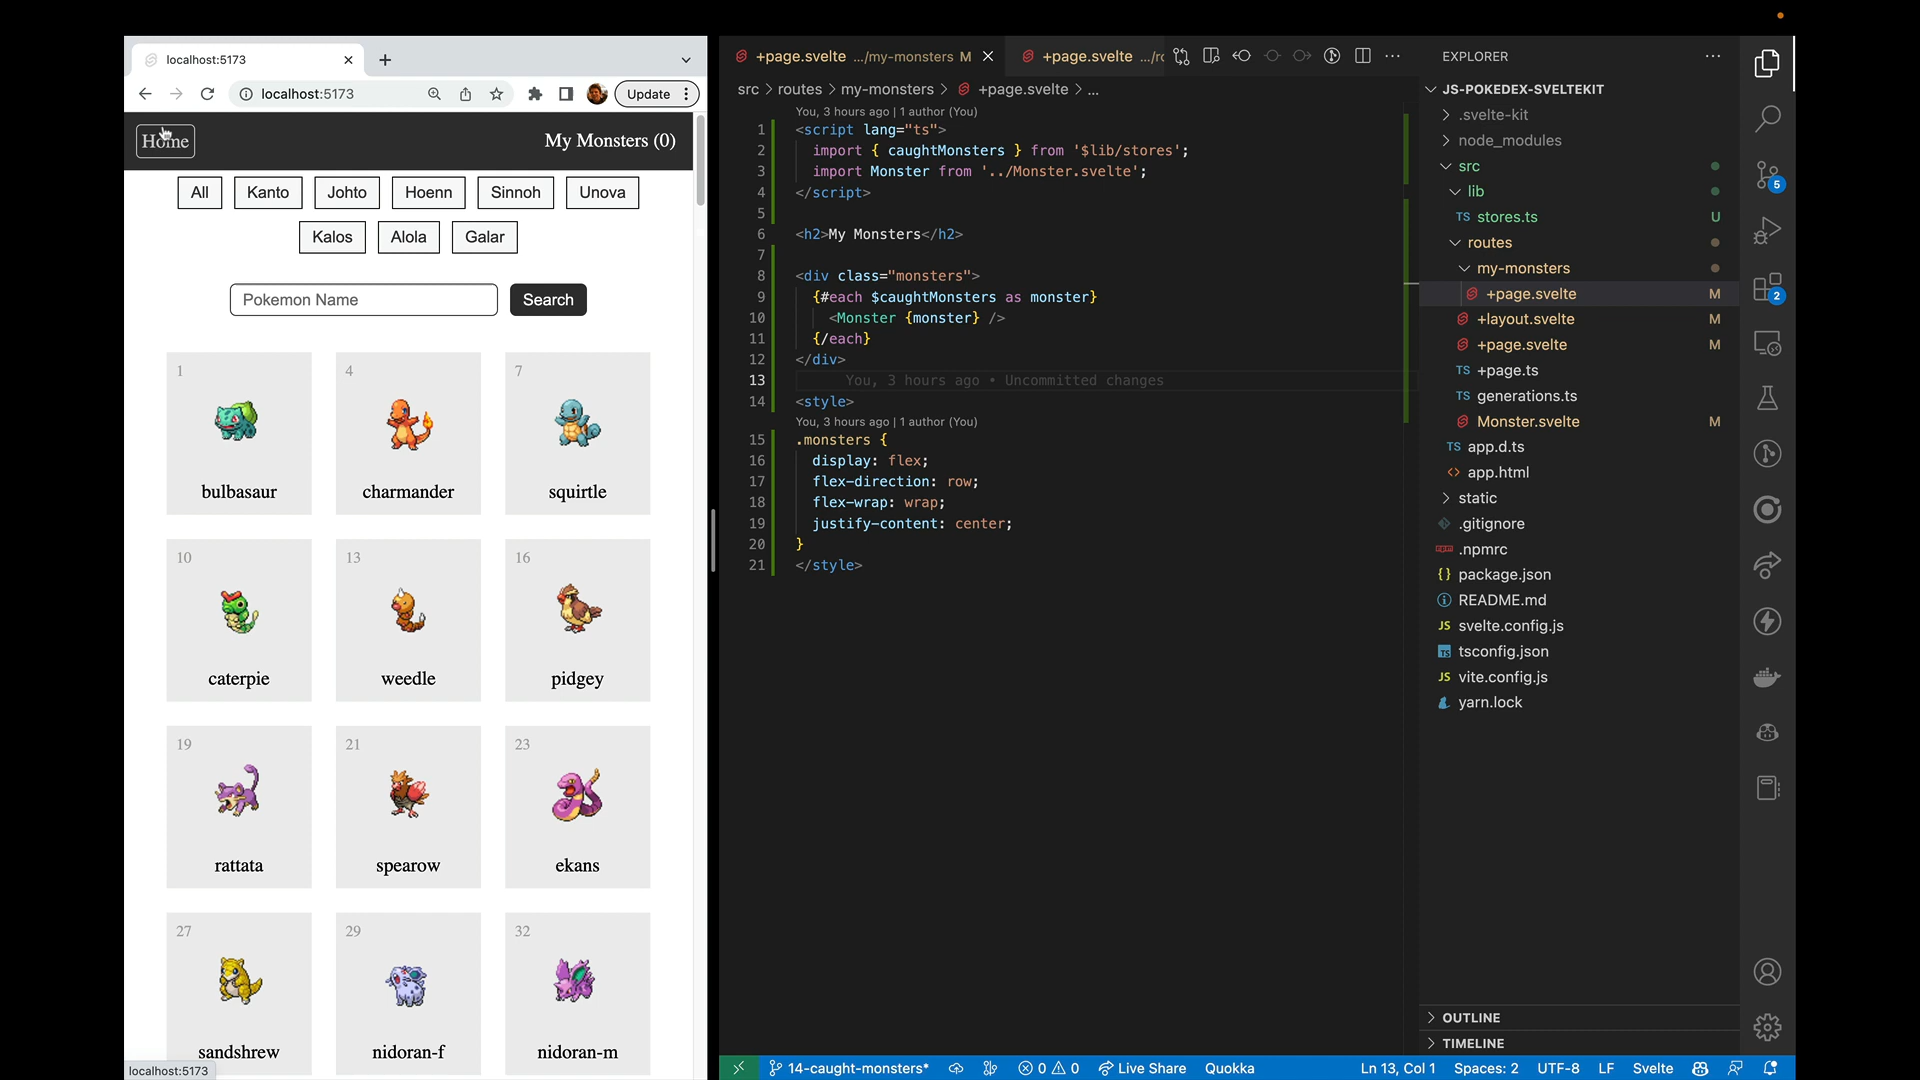 localhost:5173
localhost:5173
Update
Home
My Monsters (0)
All
Kanto
Johto
Hoenn
Sinnoh
Unova
Kalos
Alola
Galar
Pokemon Name
Search
1
bulbasaur
4
charmander
7
squirtle
10
caterpie
13
weedle
16
pidgey
19
rattata
21
spearow
23
ekans
27
sandshrew
29
nidoran-f
32
nidoran-m
localhost:5173
+page.svelte .../my-monsters M
+page.svelte
src > routes > my-monsters > +page.svelte > ...
You, 3 hours ago | 1 author (You)
1 <script lang="ts">
2 import { caughtMonsters } from '$lib/stores';
3 import Monster from '../Monster.svelte';
4 </script>
5
6 <h2>My Monsters</h2>
7
8 <div class="monsters">
9 {#each $caughtMonsters as monster}
10 <Monster {monster} />
11 {/each}
12 </div>
13 You, 3 hours ago • Uncommitted changes
14 <style>
You, 3 hours ago | 1 author (You)
15 .monsters {
16 display: flex;
17 flex-direction: row;
18 flex-wrap: wrap;
19 justify-content: center;
20 }
21 </style>
EXPLORER
JS-POKEDEX-SVELTEKIT
.svelte-kit
node_modules
src
lib
TS stores.ts U
routes
my-monsters
+page.svelte M
+layout.svelte M
+page.svelte M
TS +page.ts
TS generations.ts
Monster.svelte M
TS app.d.ts
<> app.html
static
.gitignore
.npmrc
{} package.json
README.md
JS svelte.config.js
TS tsconfig.json
JS vite.config.js
yarn.lock
OUTLINE
TIMELINE
5
2
14-caught-monsters*
0
0
Live Share
Quokka
Ln 13, Col 1
Spaces: 2
UTF-8
LF
Svelte